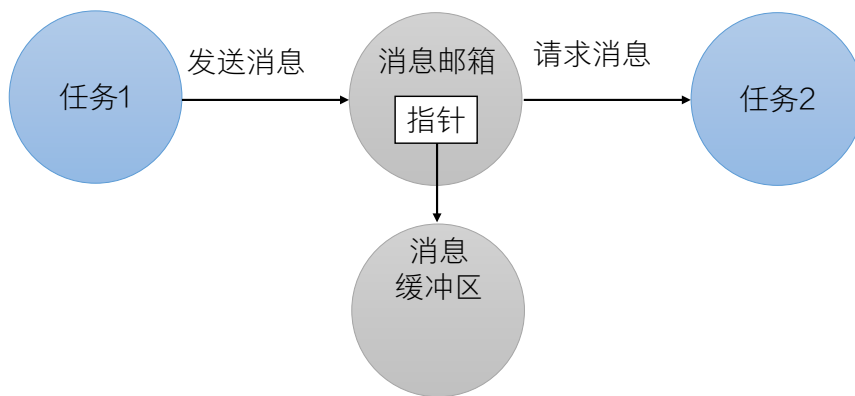 任务1
发送消息
消息邮箱
指针
请求消息
任务2
消息
缓冲区